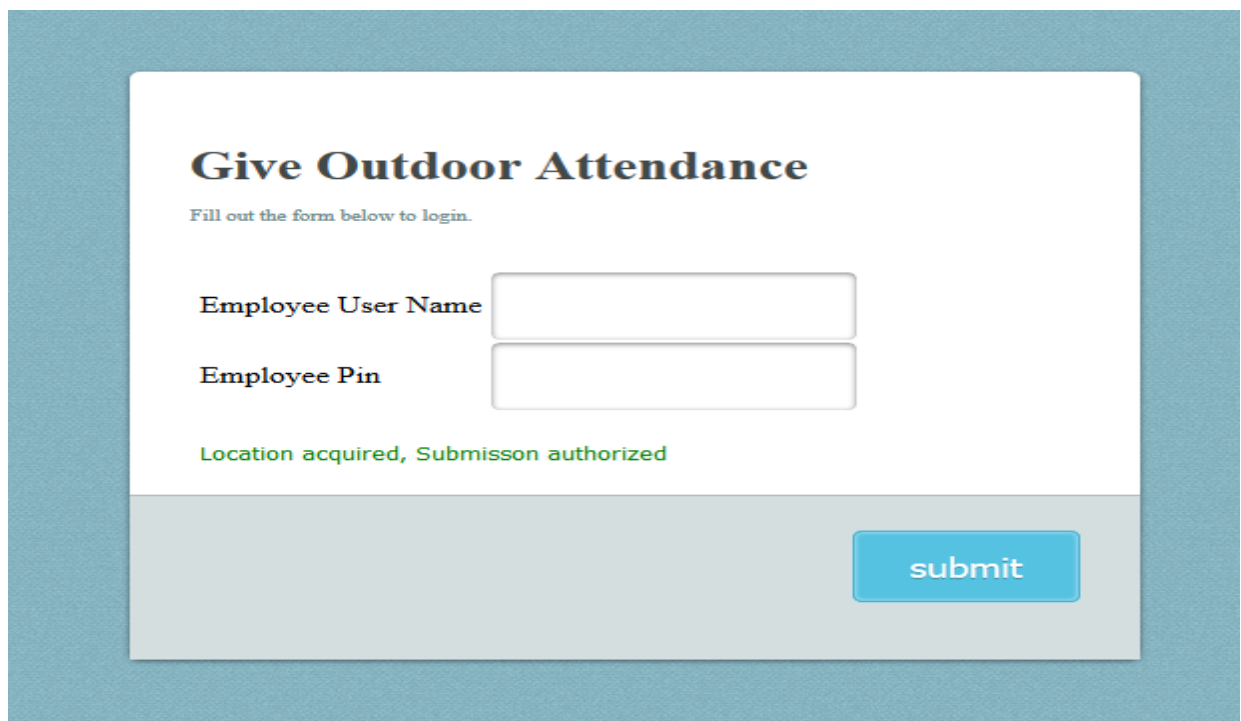 Give Outdoor Attendance
Fill out the form below to login.
Employee User Name
Employee Pin
Location acquired, Submisson authorized
submit